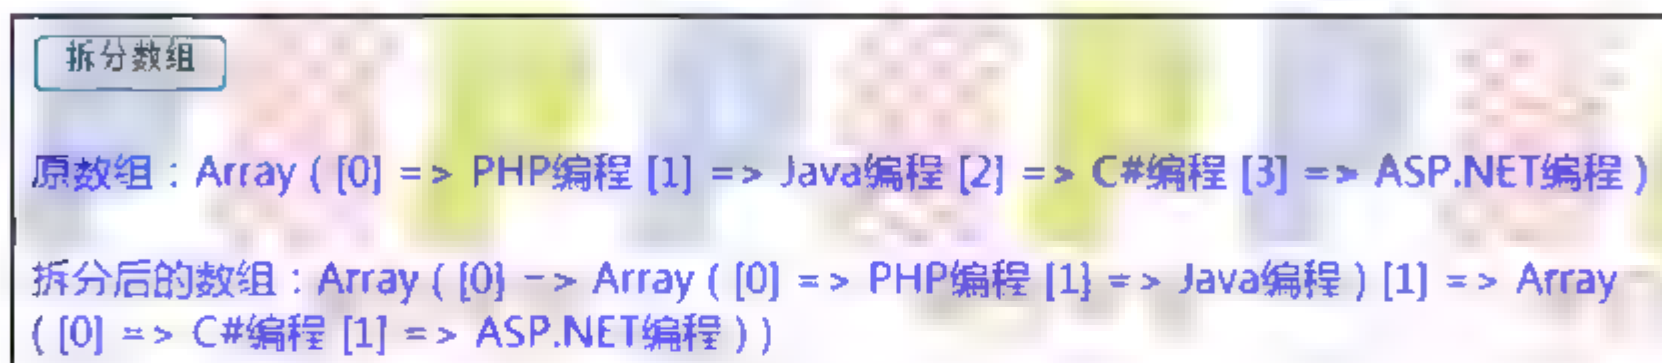 拆分数组
原数组：Array ( [0] => PHP编程 [1] => Java编程 [2] => C#编程 [3] => ASP.NET编程 )
拆分后的数组：Array ( [0] => Array ( [0] => PHP编程 [1] => Java编程 ) [1] => Array
( [0] => C#编程 [1] => ASP.NET编程 ) )